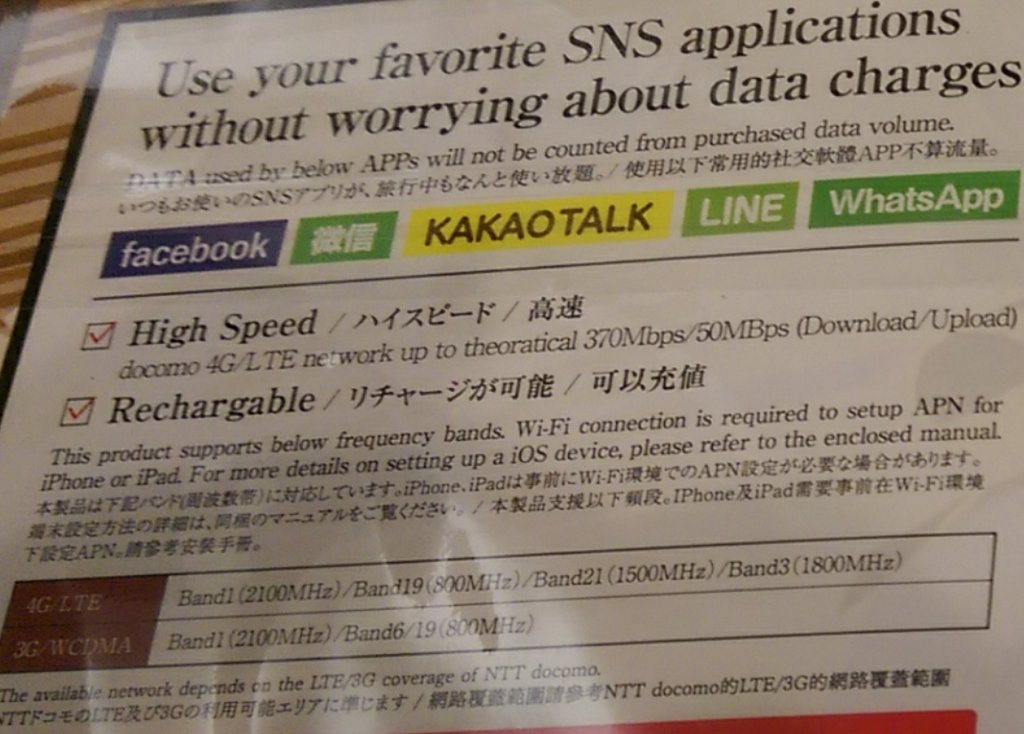 Use your favorite SNS applications
without worrying about data charges
DATA used by below APPs will not be counted from purchased data volume.
いつもお使いのSNSアプリが、旅行中もなんと使い放題。/ 使用以下常用的社交軟體APP不算流量。
facebook 微信 KAKAOTALK LINE WhatsApp
High Speed / ハイスピード / 高速
docomo 4G/LTE network up to theoratical 370Mbps/50MBps (Download/Upload)
Rechargable / リチャージが可能 / 可以充値
This product supports below frequency bands. Wi-Fi connection is required to setup APN for
iPhone or iPad. For more details on setting up a iOS device, please refer to the enclosed manual.
本製品は下記バンド(周波数帯)に対応しています。iPhone、iPadは事前にWi-Fi環境でのAPN設定が必要な場合があります。
端末設定方法の詳細は、同梱のマニュアルをご覧ください。 / 本製品支援以下頻段。IPhone及iPad需要事前在Wi-Fi環境
下設定APN。請參考安裝手冊。
4G/LTE Band1(2100MHz)/Band19(800MHz)/Band21(1500MHz)/Band3(1800MHz)
3G/WCDMA Band1(2100MHz)/Band6/19(800MHz)
The available network depends on the LTE/3G coverage of NTT docomo.
NTTドコモのLTE及び3Gの利用可能エリアに準じます / 網路覆蓋範圍請參考NTT docomo的LTE/3G的網路覆蓋範圍